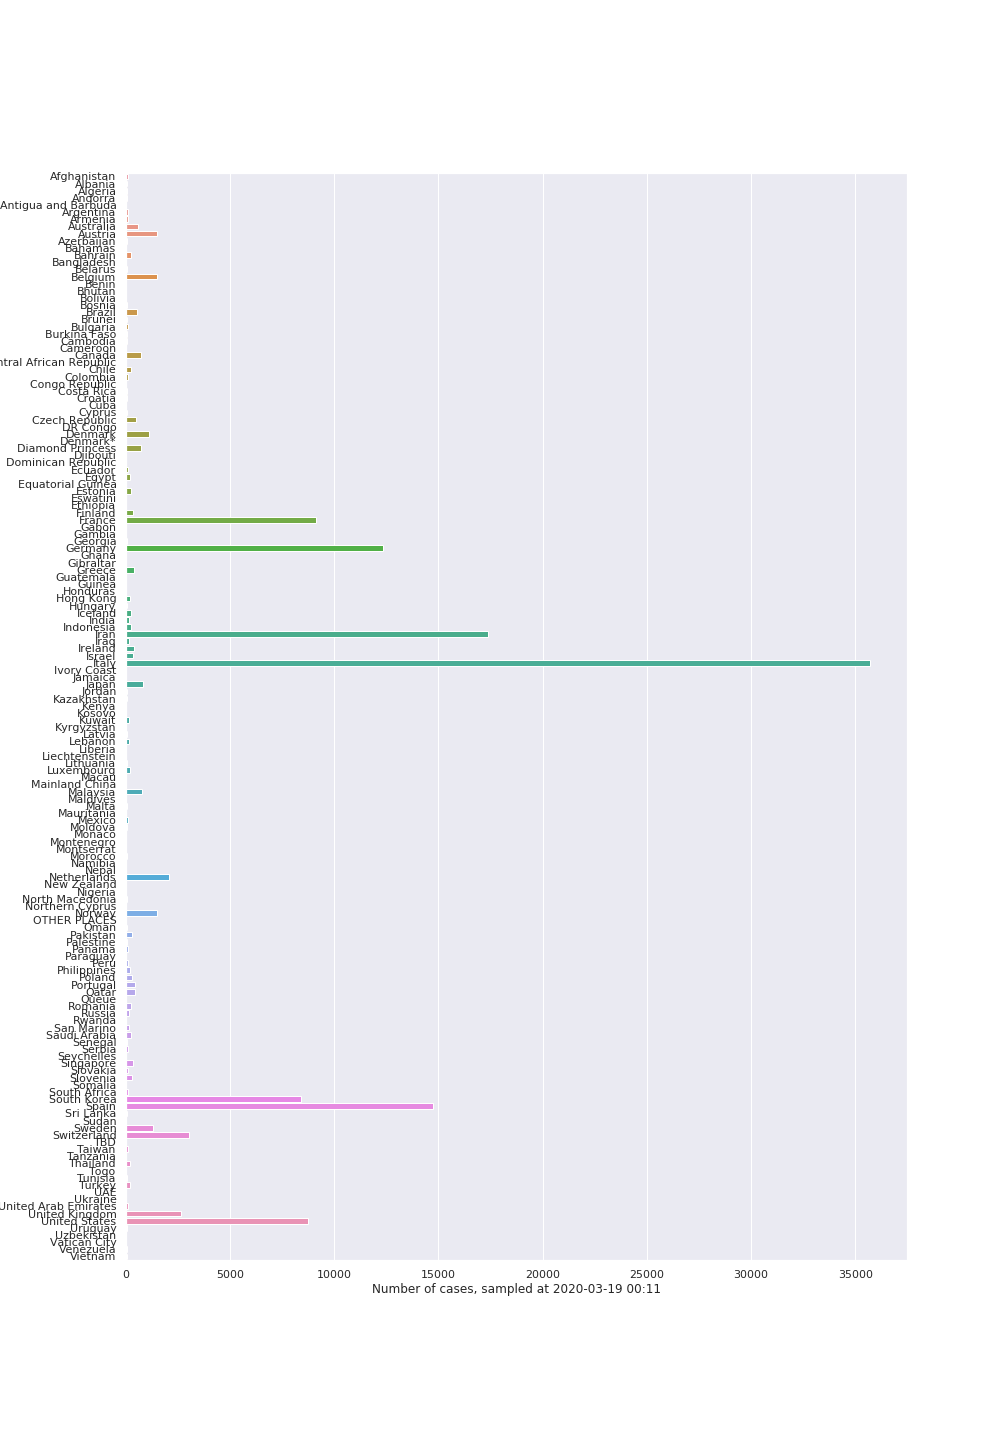 Afghanistan
Albania
Algeria
Andorra
Antigua and Barbuda
Argentina
Armenia
Australia
Austria
Azerbaijan
Bahamas
Bahrain
Bangladesh
Belarus
Belgium
Benin
Bhutan
Bolivia
Bosnia
Brazil
Brunei
Bulgaria
Burkina Faso
Cambodia
Cameroon
Canada
ntral African Republic
Chile
Colombia
Congo Republic
Costa Rica
Croatia
Cuba
Cyprus
Czech Republic
DR Congo
Denmark
Denmark*
Diamond Princess
Djibouti
Dominican Republic
Ecuador
Egypt
Equatorial Guinea
Estonia
Eswatini
Ethiopia
Finland
France
Gabon
Gambia
Georgia
Germany
Ghana
Gibraltar
Greece
Guatemala
Guinea
Honduras
Hong Kong
Hungary
Iceland
India
Indonesia
Iran
Iraq
Ireland
Israel
Italy
Ivory Coast
Jamaica
Japan
Jordan
Kazakhstan
Kenya
Kosovo
Kuwait
Kyrgyzstan
Latvia
Lebanon
Liberia
Liechtenstein
Lithuania
Luxembourg
Macau
Mainland China
Malaysia
Maldives
Malta
Mauritania
Mexico
Moldova
Monaco
Montenegro
Montserrat
Morocco
Namibia
Nepal
Netherlands
New Zealand
Nigeria
North Macedonia
Northern Cyprus
Norway
OTHER PLACES
Oman
Pakistan
Palestine
Panama
Paraguay
Peru
Philippines
Poland
Portugal
Qatar
Queue
Romania
Russia
Rwanda
San Marino
Saudi Arabia
Senegal
Serbia
Seychelles
Singapore
Slovakia
Slovenia
Somalia
South Africa
South Korea
Spain
Sri Lanka
Sudan
Sweden
Switzerland
TBD
Taiwan
Tanzania
Thailand
Togo
Tunisia
Turkey
UAE
Ukraine
United Arab Emirates
United Kingdom
United States
Uruguay
Uzbekistan
Vatican City
Venezuela
Vietnam
0 5000 10000 15000 20000 25000 30000 35000
Number of cases, sampled at 2020-03-19 00:11